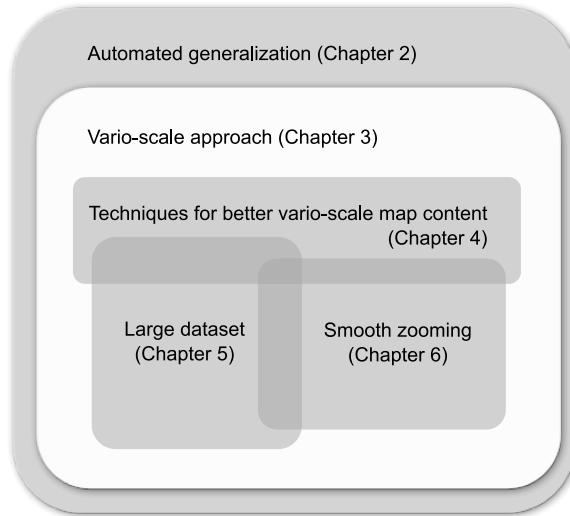 Automated generalization (Chapter 2)
Vario-scale approach (Chapter 3)
Techniques for better vario-scale map content
(Chapter 4)
Large dataset
(Chapter 5)
Smooth zooming
(Chapter 6)